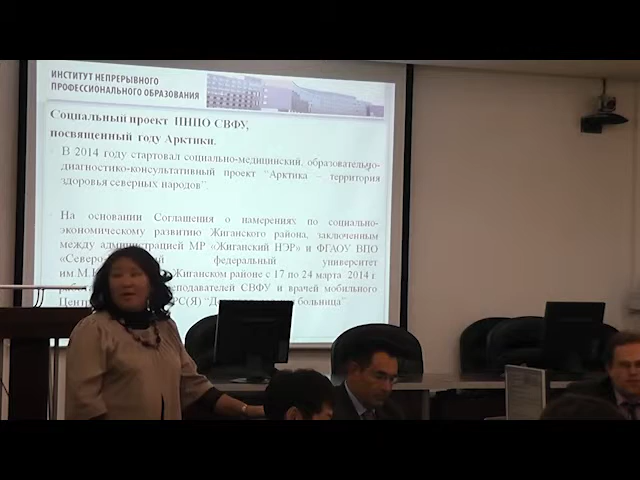 ИНСТИТУТ НЕПРЕРЫВНОГО
ПРОФЕССИОНАЛЬНОГО ОБРАЗОВАНИЯ
Социальный проект ИНПО СВФУ,
посвященный году Арктики.
В 2014 году стартовал социально-медицинский, образовательно-
диагностико-консультативный проект "Арктика – территория
здоровья северных народов".
На основании Соглашения о намерениях по социально-
экономическому развитию Жиганского района, заключенным
между администрацией МР «Жиганский НЭР» и ФГАОУ ВПО
федеральный университет
им.М. Жиганском районе с 17 по 24 марта 2014 г.
преподавателей СВФУ и врачей мобильного
РС(Я) больница"